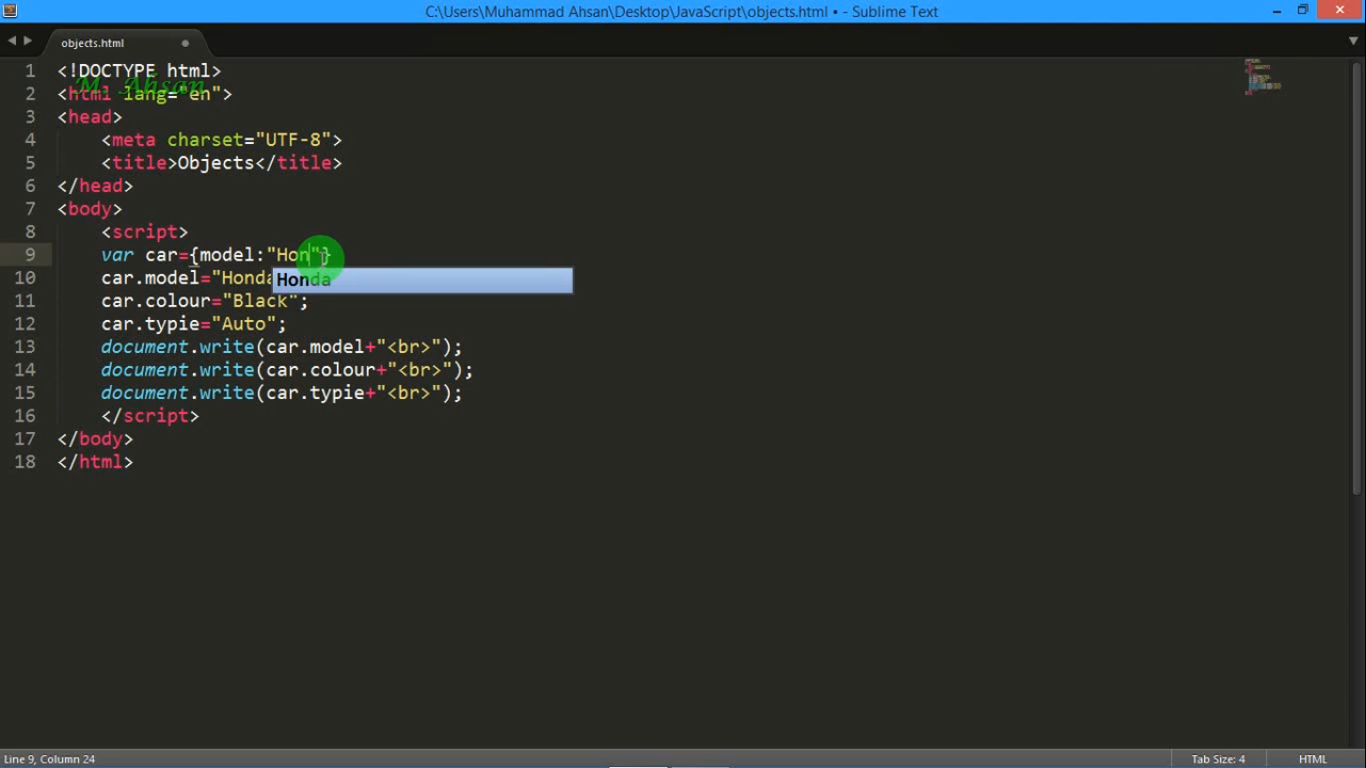 C:\Users\Muhammad Ahsan\Desktop\JavaScript\objects.html • - Sublime Text
objects.html
M. Ahsan
1 <!DOCTYPE html>
2 <html lang="en">
3 <head>
4 <meta charset="UTF-8">
5 <title>Objects</title>
6 </head>
7 <body>
8 <script>
9 var car={model:"Hon"}
10 car.model="Honda
Honda
11 car.colour="Black";
12 car.typie="Auto";
13 document.write(car.model+"<br>");
14 document.write(car.colour+"<br>");
15 document.write(car.typie+"<br>");
16 </script>
17 </body>
18 </html>
Line 9, Column 24
Tab Size: 4
HTML